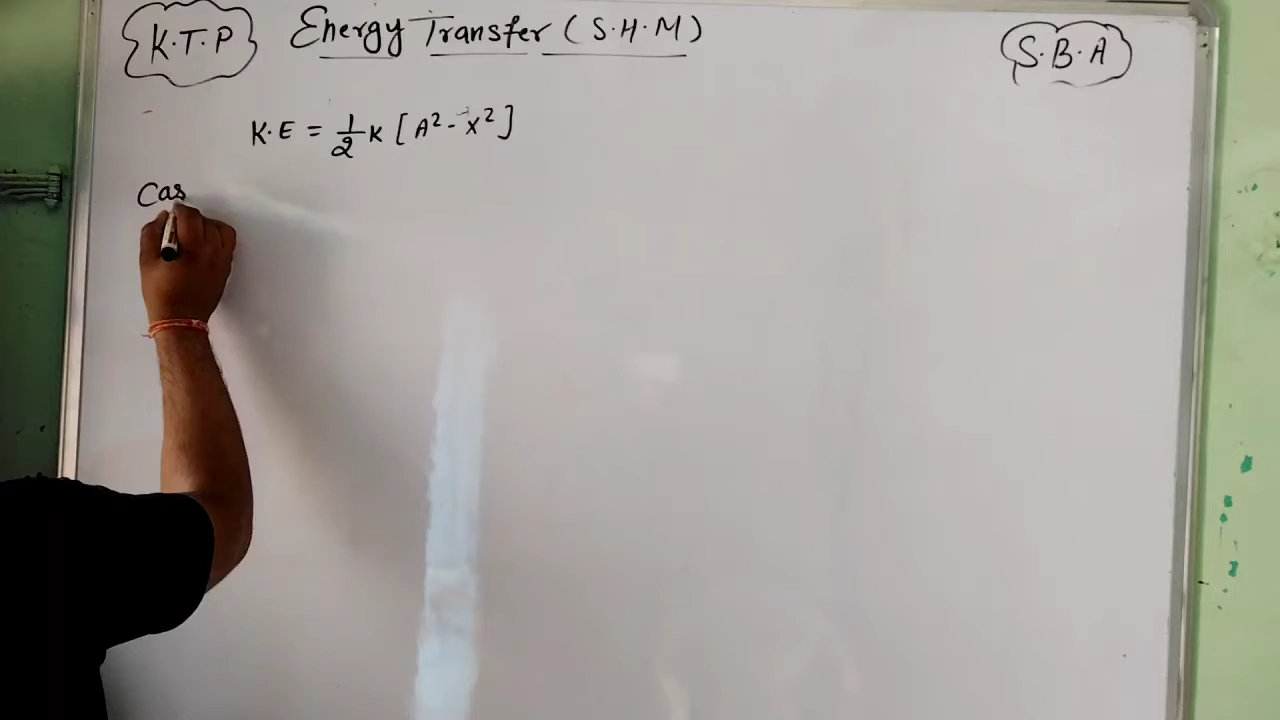 K.T.P Energy Transfer (S.H.M) S.B.A
K.E = 1/2 K [A² - x²]
Cas